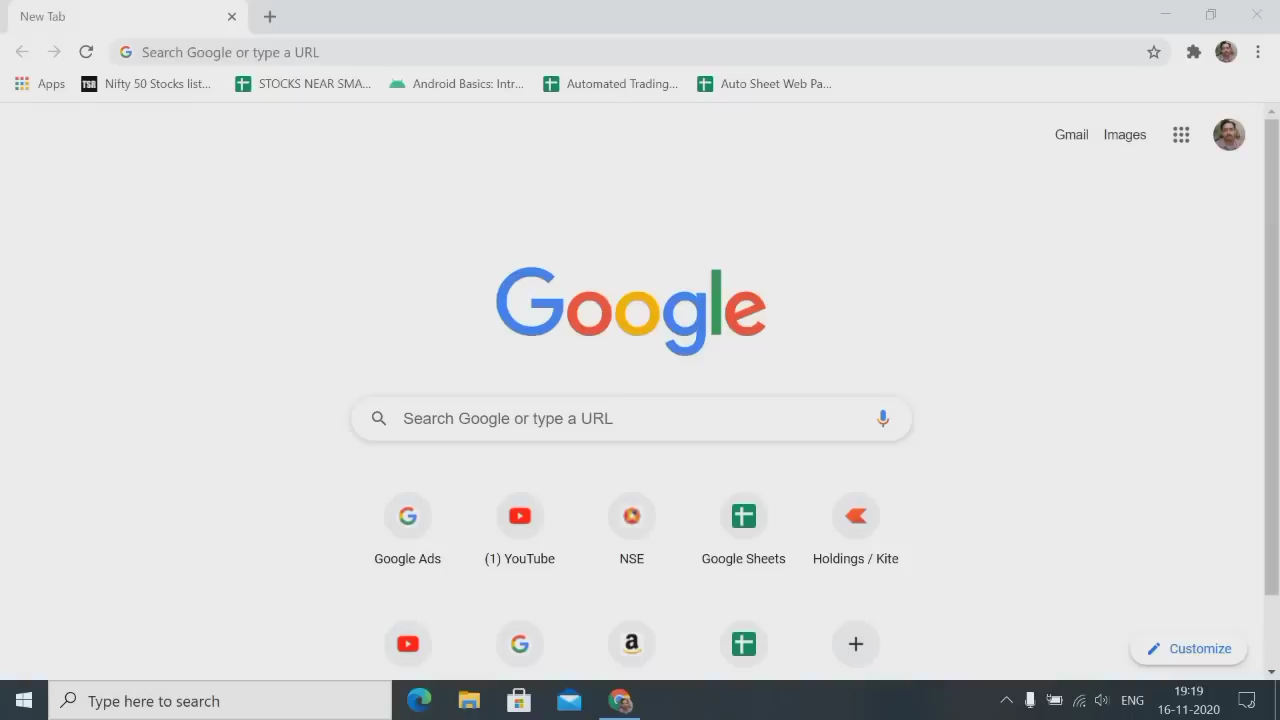 New Tab
Search Google or type a URL
Apps
TSR
Nifty 50 Stocks list...
STOCKS NEAR SMA...
Android Basics: Intr...
Automated Trading...
Auto Sheet Web Pa...
Gmail Images
Google
Search Google or type a URL
Google Ads
(1) YouTube
NSE
Google Sheets
Holdings / Kite
a
Customize
Type here to search
ENG
19:19
16-11-2020